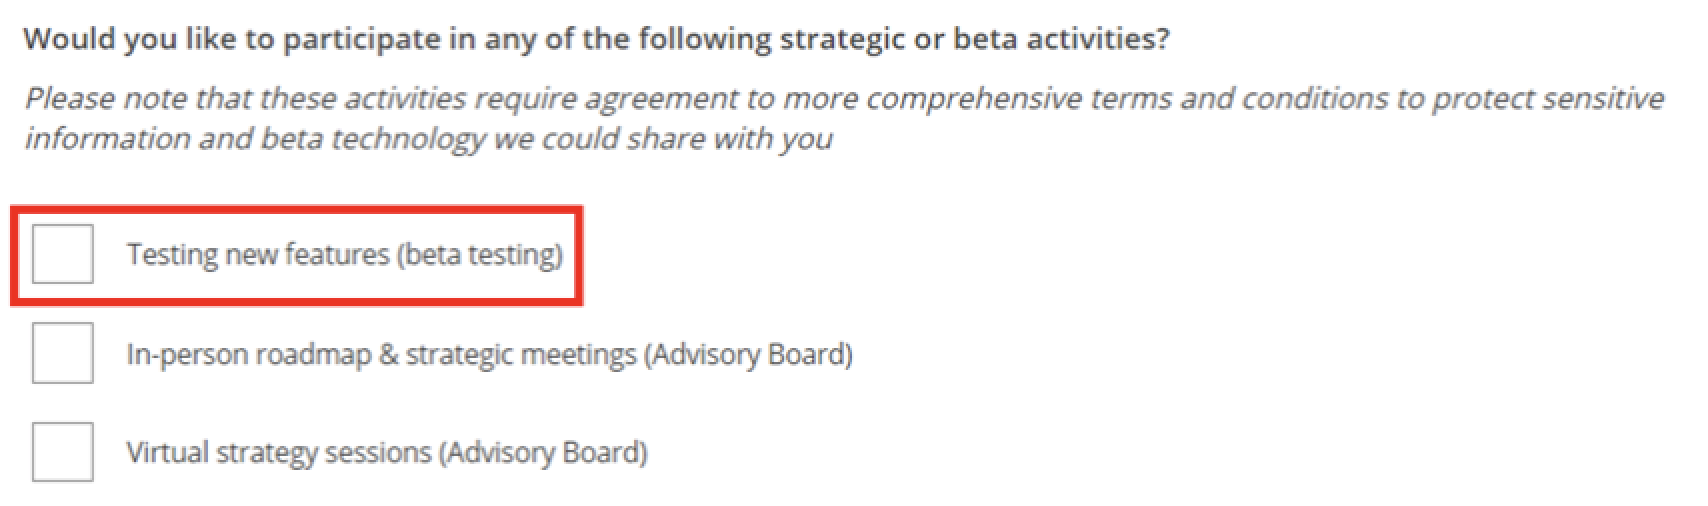 Would you like to participate in any of the following strategic or beta activities?
Please note that these activities require agreement to more comprehensive terms and conditions to protect sensitive
information and beta technology we could share with you
Testing new features (beta testing)
In-person roadmap & strategic meetings (Advisory Board)
Virtual strategy sessions (Advisory Board)